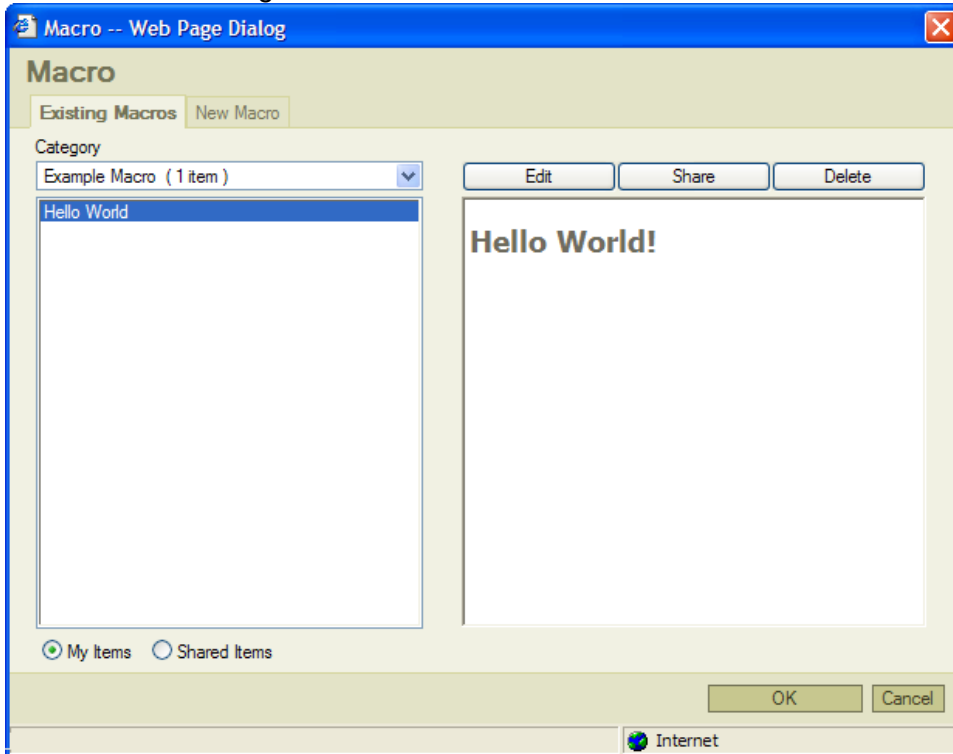 Macro -- Web Page Dialog
Macro
Existing Macros New Macro
Category
Example Macro ( 1 item ) Edit Share Delete
Hello World
Hello World!
My Items Shared Items
OK Cancel
Internet